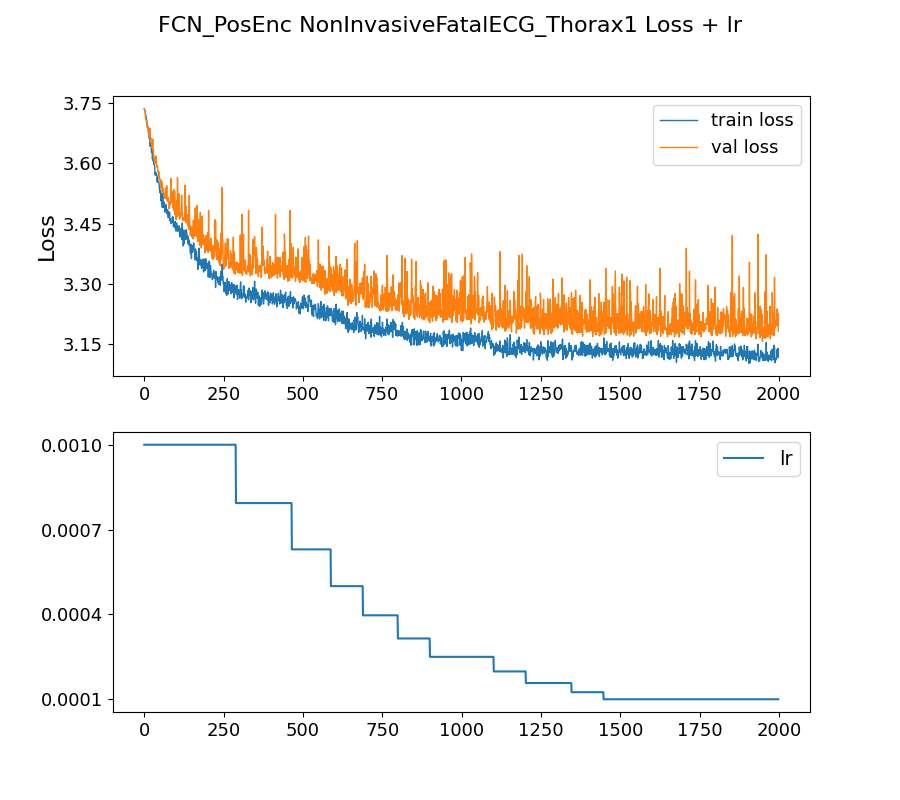 FCN_PosEnc NonInvasiveFatalECG_Thorax1 Loss + lr
3.75
3.60
3.45
3.30
3.15
Loss
train loss
val loss
0 250 500 750 1000 1250 1500 1750 2000
0.0010
0.0007
0.0004
0.0001
lr
0 250 500 750 1000 1250 1500 1750 2000